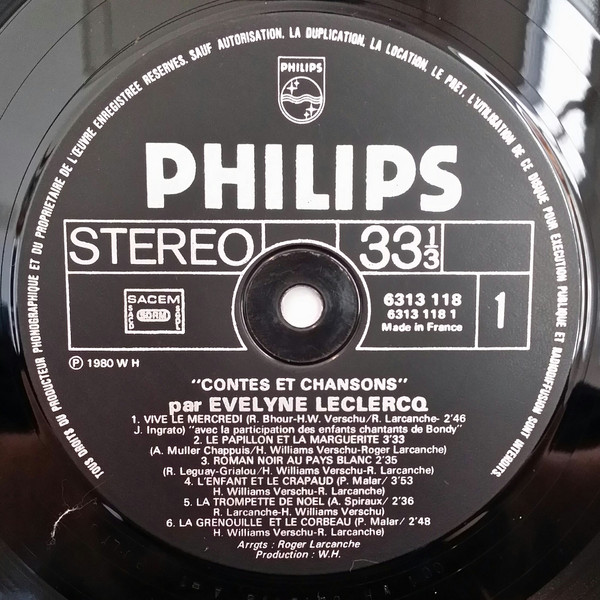 TOUS DROITS DU PRODUCTEUR PHONOGRAPHIQUE ET DU PROPRIETAIRE DE L'ŒUVRE ENREGISTREE RESERVES. SAUF AUTORISATION, LA DUPLICATION, LA LOCATION, LE PRET, L'UTILISATION DE CE DISQUE POUR EXECUTION PUBLIQUE ET RADIODIFFUSION SONT INTERDITS
PHILIPS
PHILIPS
STEREO 33 1/3
SACEM
SACD SDRM SGDL
6313 118
6313 118 1
Made in France
1
Ⓟ 1980 W H
"CONTES ET CHANSONS"
par EVELYNE LECLERCQ
1. VIVE LE MERCREDI (R. Bhour-H.W. Verschu/R. Larcanche- 2'46
J. Ingrato) "avec la participation des enfants chantants de Bondy"
2. LE PAPILLON ET LA MARGUERITE 3'33
(A. Muller Chappuis/H. Williams Verschu-Roger Larcanche)
3. ROMAN NOIR AU PAYS BLANC 2'35
(R. Leguay-Grialou/H. Williams Verschu-R. Larcanche)
4. L'ENFANT ET LE CRAPAUD (P. Malar/ 3'53
H. Williams Verschu-R. Larcanche)
5. LA TROMPETTE DE NOEL (A. Spiraux/ 2'36
R. Larcanche-H. Williams Verschu)
6. LA GRENOUILLE ET LE CORBEAU (P. Malar/ 2'48
H. Williams Verschu-R. Larcanche)
Arrgts : Roger Larcanche
Production : W.H.